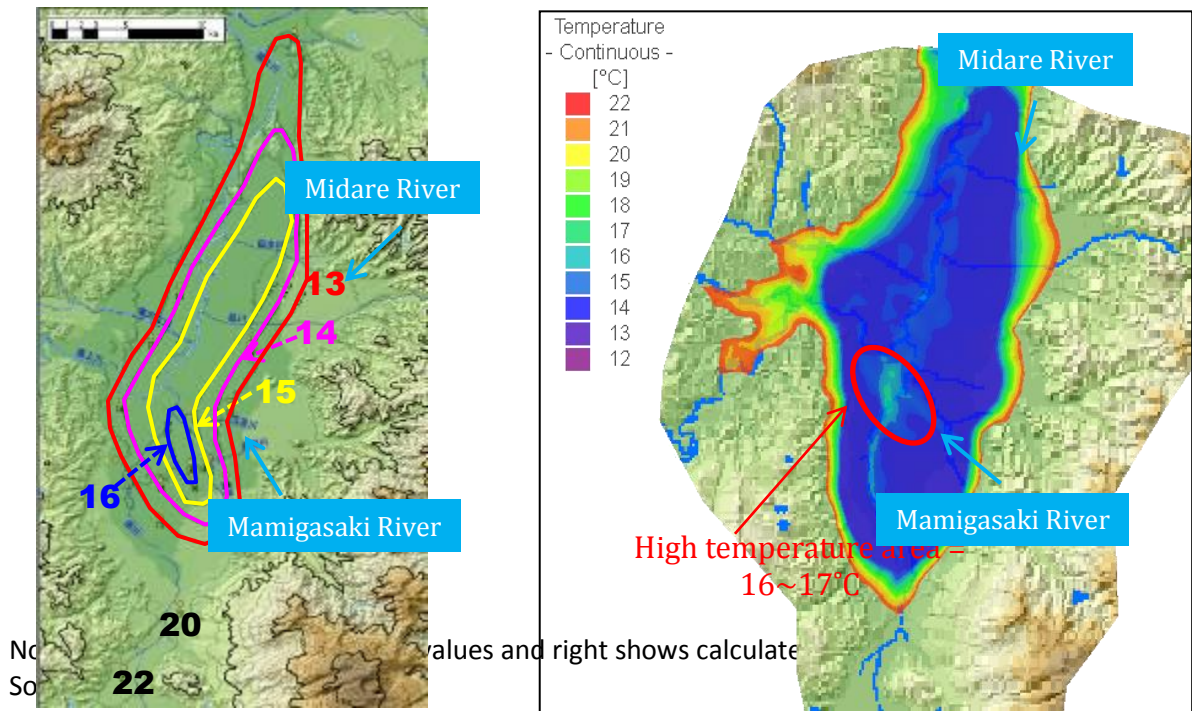 Midare River
13
14
15
16
Mamigasaki River
20
22
Temperature
- Continuous -
[°C]
22
21
20
19
18
17
16
15
14
13
12
Midare River
Mamigasaki River
High temperature area =
16~17°C
values and right shows